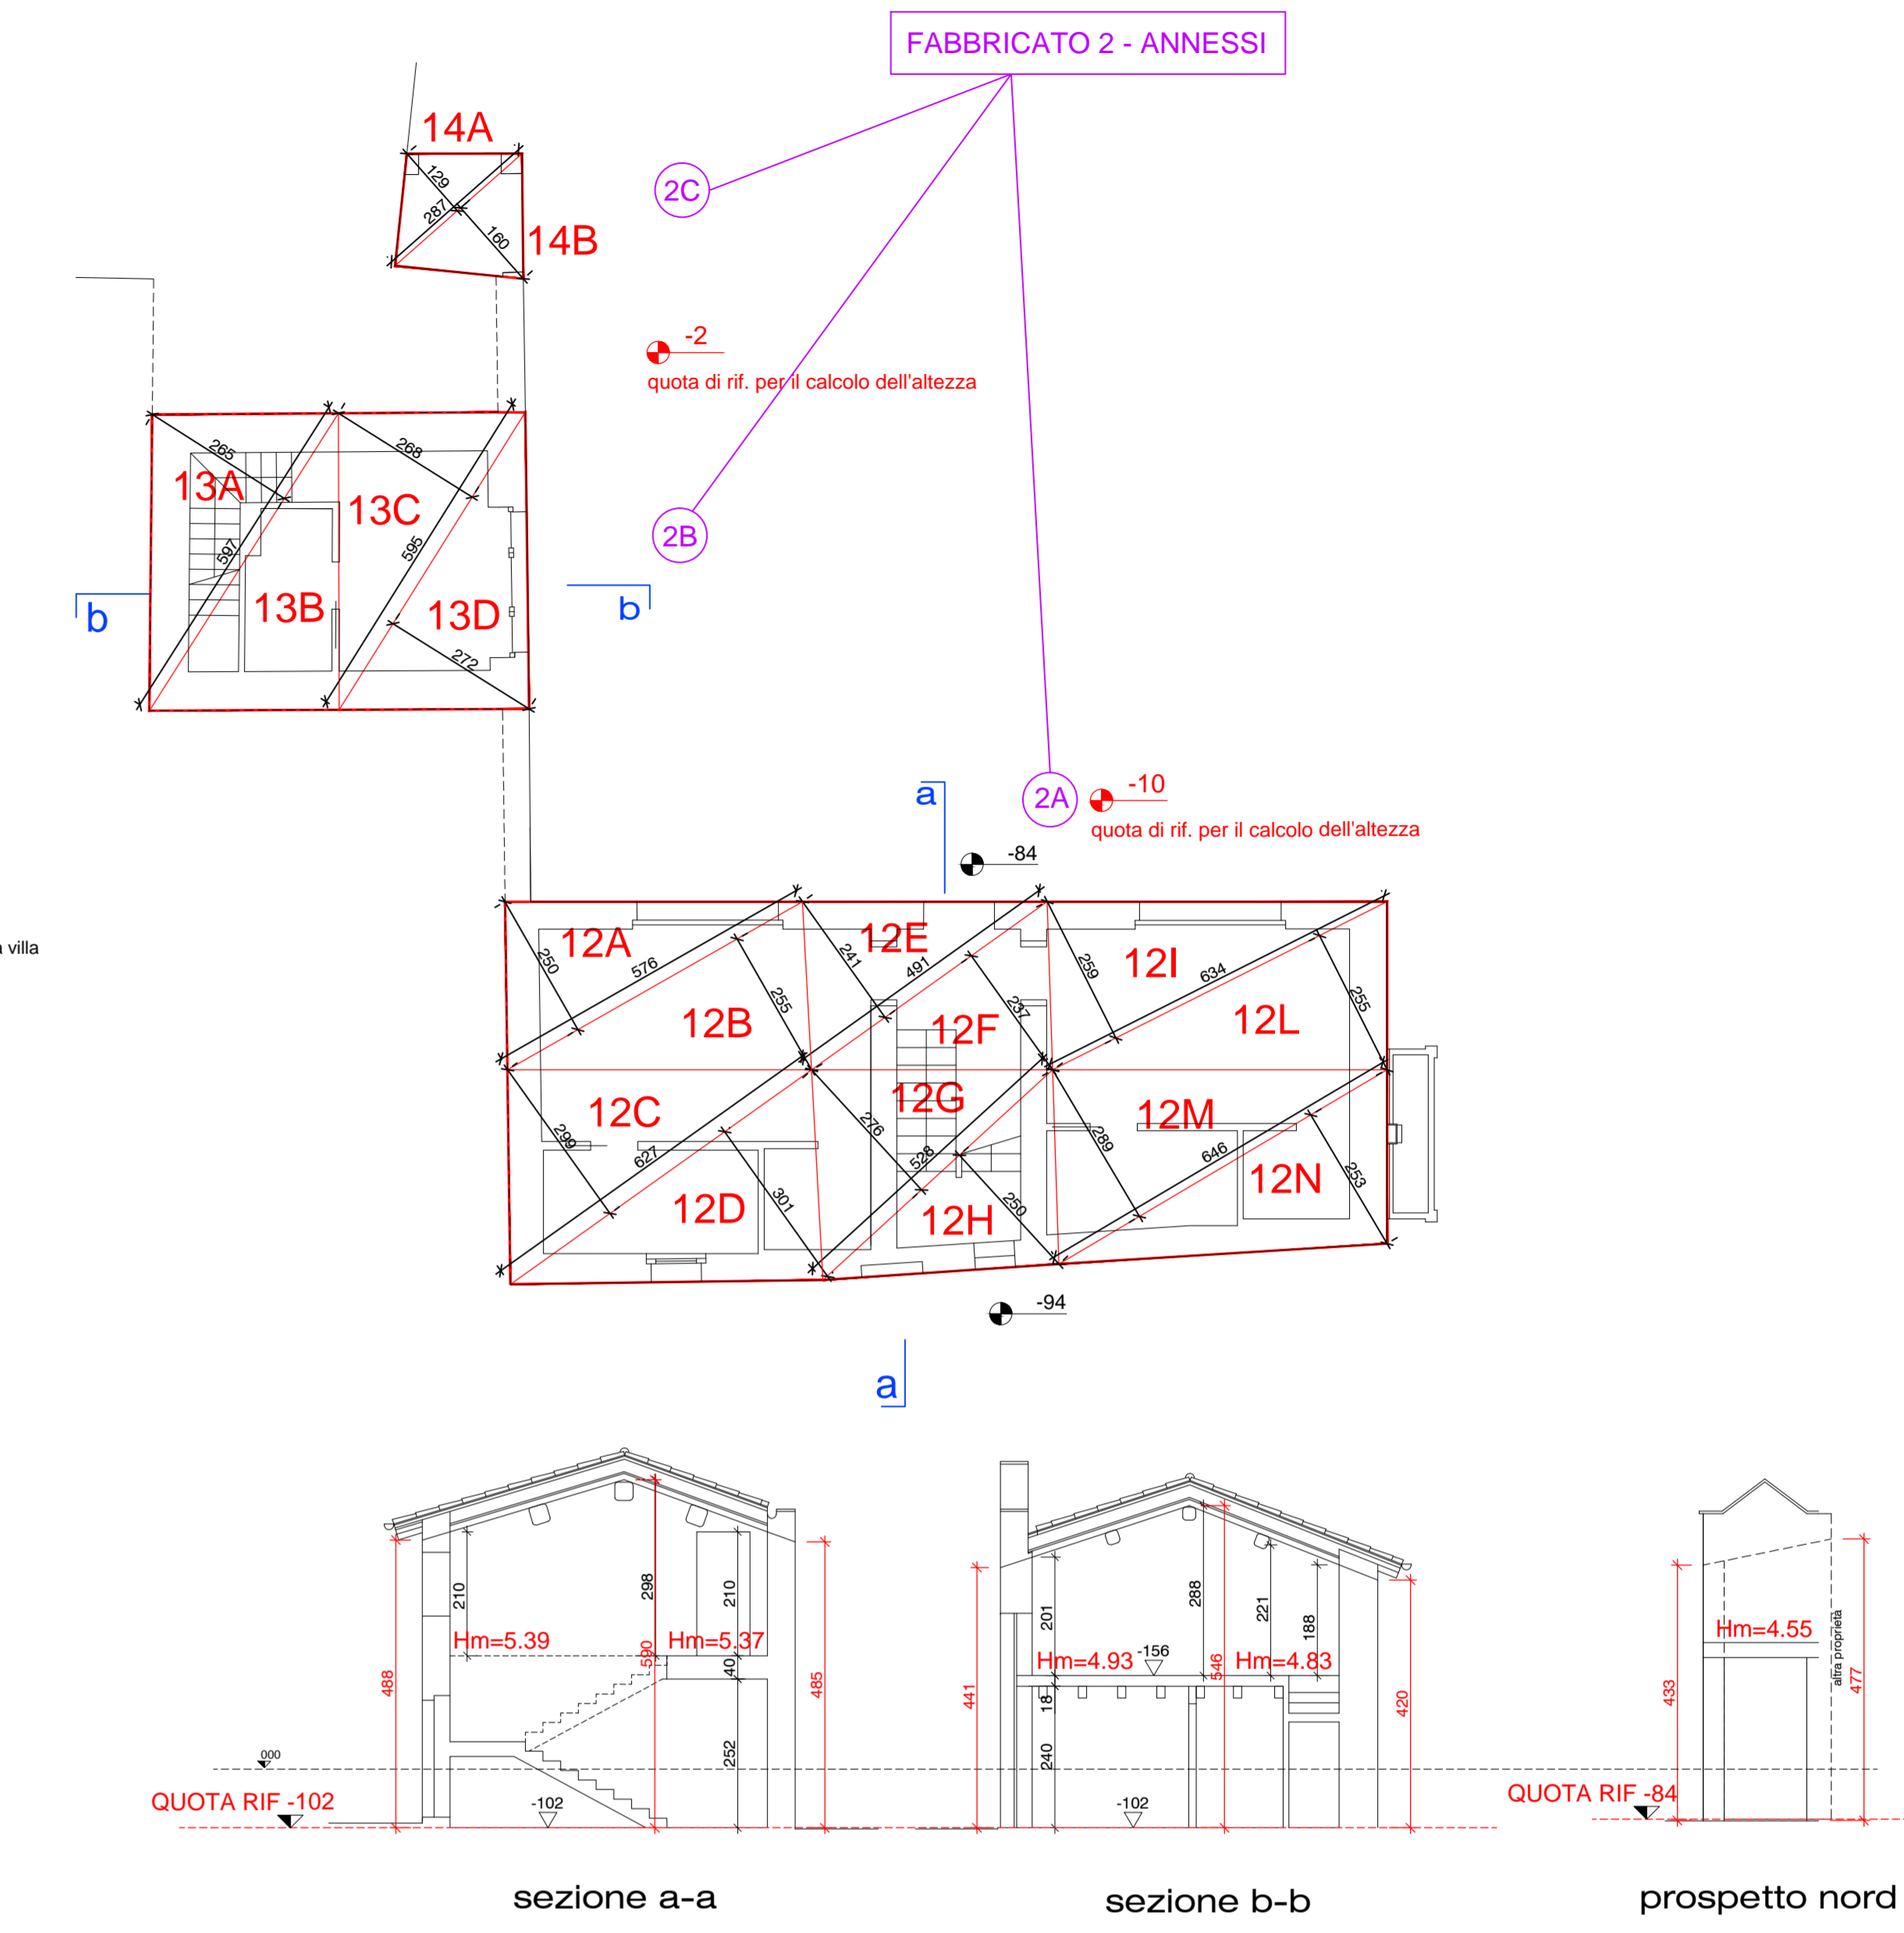 FABBRICATO 2 - ANNESSI
14A
129
2C
287
160
14B
-2
quota di rif. per il calcolo dell'altezza
265
268
13A
13C
597
595
2B
b
13B
13D
b
272
a
2A
-10
quota di rif. per il calcolo dell'altezza
-84
a villa
12A
250
576
241
12E
491
259
12I
634
255
12B
255
237
12F
12L
12C
12G
12M
299
627
276
528
289
646
12D
301
12H
250
12N
253
-94
a
210
298
210
Hm=5.39
590
Hm=5.37
40
488
485
252
000
QUOTA RIF -102
-102
sezione a-a
288
221
201
188
-156
Hm=4.93
546
Hm=4.83
441
18
420
240
-102
sezione b-b
Hm=4.55
altra proprietà
433
477
QUOTA RIF -84
prospetto nord